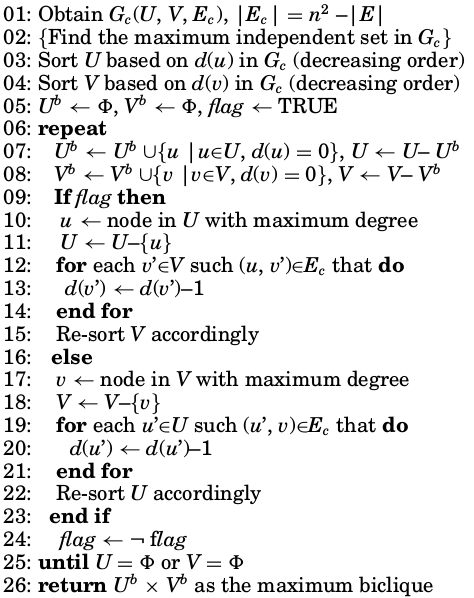 01: Obtain G_c(U, V, E_c), |E_c| = n² –|E|
02: {Find the maximum independent set in G_c}
03: Sort U based on d(u) in G_c (decreasing order)
04: Sort V based on d(v) in G_c (decreasing order)
05: U^b ← Φ, V^b ← Φ, flag ← TRUE
06: repeat
07: U^b ← U^b ∪{u | u∈U, d(u) = 0}, U ← U– U^b
08: V^b ← V^b ∪{v | v∈V, d(v) = 0}, V ← V– V^b
09: If flag then
10: u ← node in U with maximum degree
11: U ← U–{u}
12: for each v’∈V such (u, v’)∈E_c that do
13: d(v’) ← d(v’)–1
14: end for
15: Re-sort V accordingly
16: else
17: v ← node in V with maximum degree
18: V ← V–{v}
19: for each u’∈U such (u’, v)∈E_c that do
20: d(u’) ← d(u’)–1
21: end for
22: Re-sort U accordingly
23: end if
24: flag ← ¬ flag
25: until U = Φ or V = Φ
26: return U^b × V^b as the maximum biclique